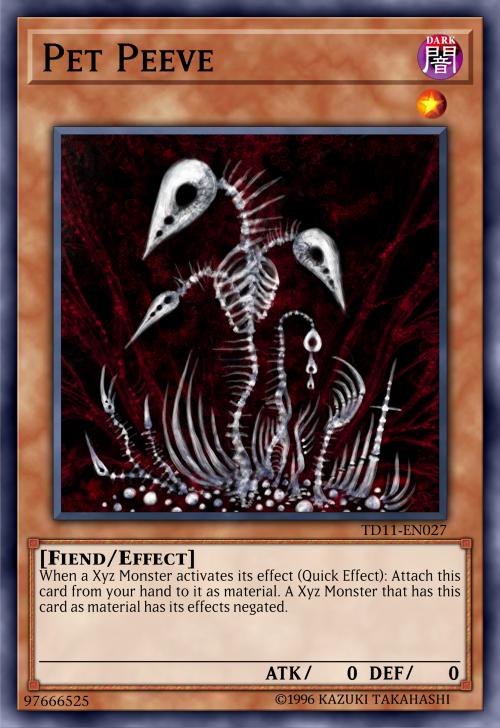 PET PEEVE
DARK
闇
TD11-EN027
[FIEND/EFFECT]
When a Xyz Monster activates its effect (Quick Effect): Attach this
card from your hand to it as material. A Xyz Monster that has this
card as material has its effects negated.
ATK/ 0 DEF/ 0
97666525 ©1996 KAZUKI TAKAHASHI